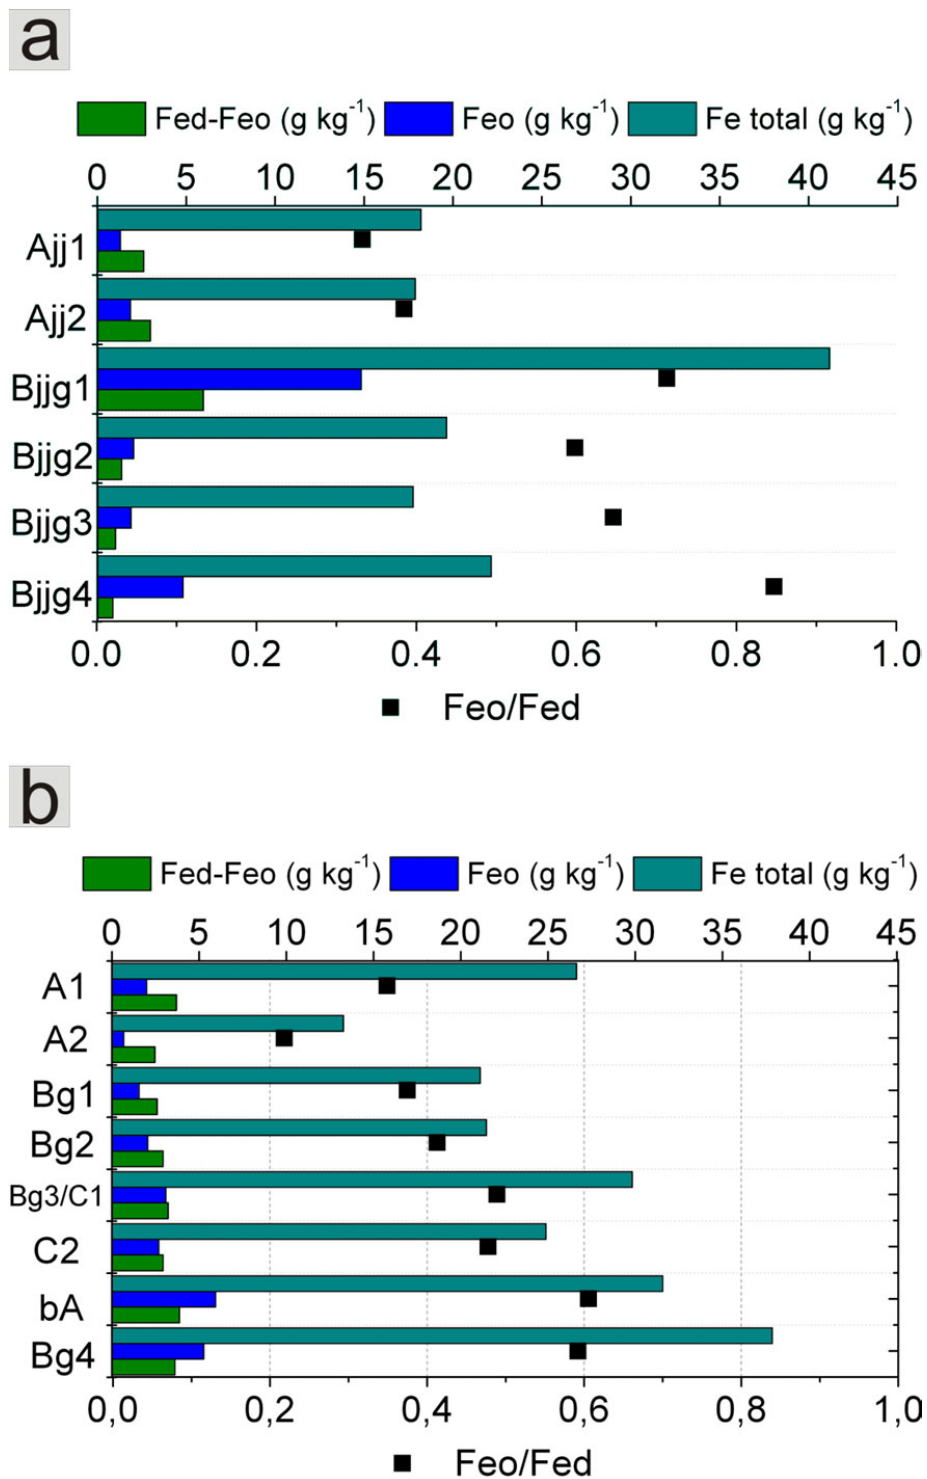 a
Fed-Feo (g kg⁻¹) Feo (g kg⁻¹) Fe total (g kg⁻¹)
0 5 10 15 20 25 30 35 40 45
Ajj1
Ajj2
Bjjg1
Bjjg2
Bjjg3
Bjjg4
0.0 0.2 0.4 0.6 0.8 1.0
Feo/Fed
b
Fed-Feo (g kg⁻¹) Feo (g kg⁻¹) Fe total (g kg⁻¹)
0 5 10 15 20 25 30 35 40 45
A1
A2
Bg1
Bg2
Bg3/C1
C2
bA
Bg4
0,0 0,2 0,4 0,6 0,8 1,0
Feo/Fed